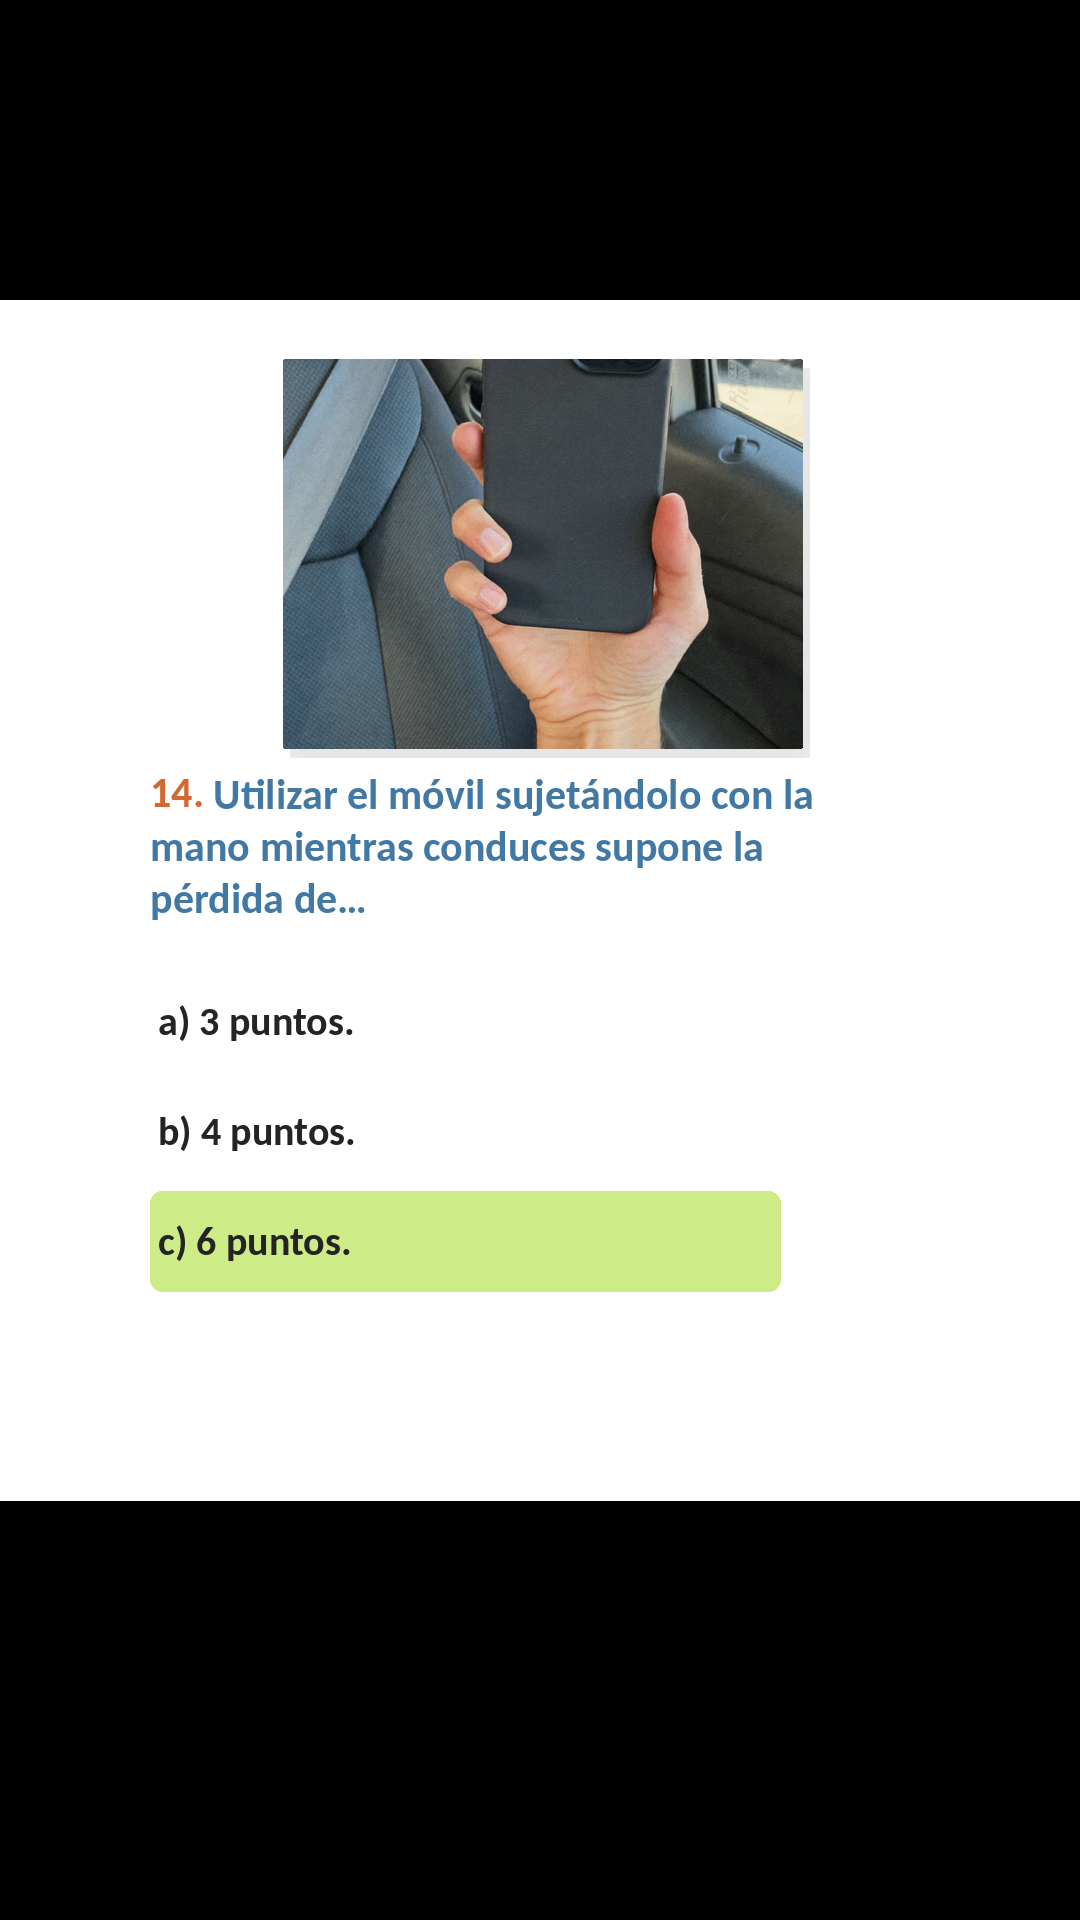 14. Utilizar el móvil sujetándolo con la
mano mientras conduces supone la
pérdida de...
a) 3 puntos.
b) 4 puntos.
c) 6 puntos.